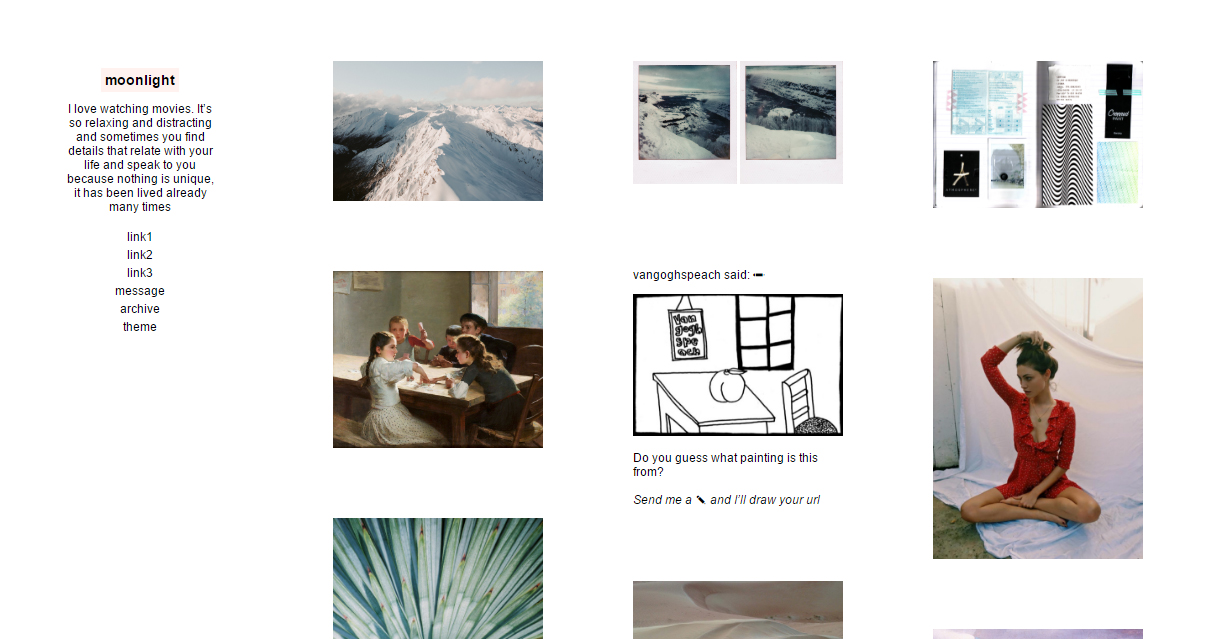 moonlight
I love watching movies. It's
so relaxing and distracting
and sometimes you find
details that relate with your
life and speak to you
because nothing is unique,
it has been lived already
many times
link1
link2
link3
message
archive
theme
vangoghspeach said:
Van
gogh
spe
ach
Do you guess what painting is this
from?
Send me a ✏ and I'll draw your url